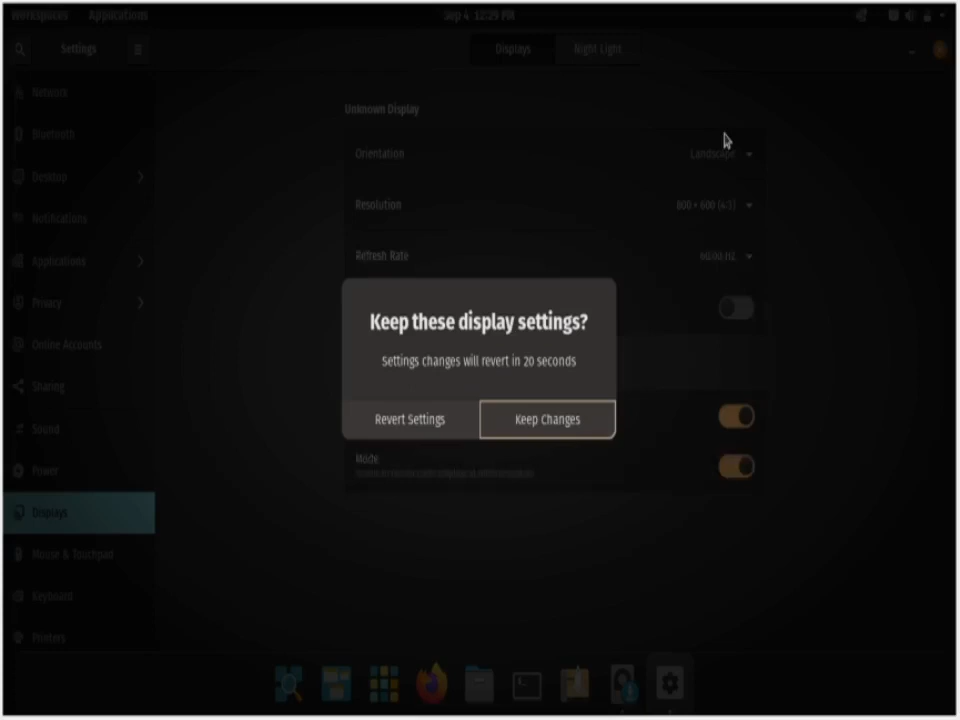 Workspaces Applications Sep 4 12:29 PM
Settings Displays Night Light
Network
Bluetooth
Desktop
Notifications
Applications
Privacy
Online Accounts
Sharing
Sound
Power
Displays
Mouse & Touchpad
Keyboard
Printers
Unknown Display
Orientation Landscape
Resolution 800 × 600 (4:3)
Refresh Rate 60.00 Hz
Keep these display settings?
Settings changes will revert in 20 seconds
Revert Settings Keep Changes
Mode